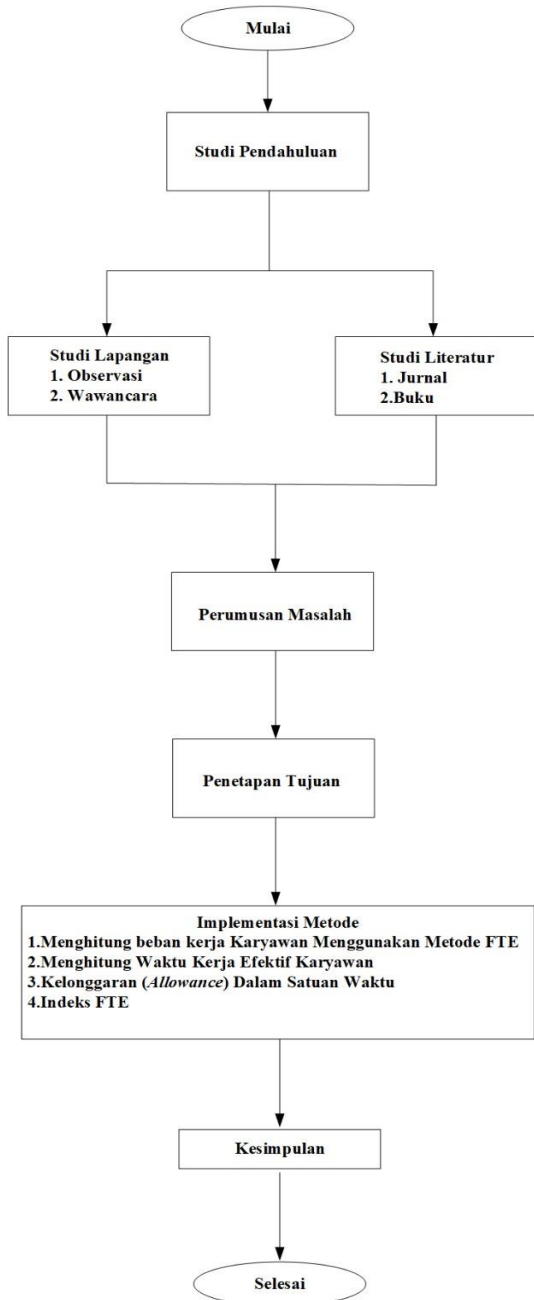 Mulai
Studi Pendahuluan
Studi Lapangan
1. Observasi
2. Wawancara
Studi Literatur
1. Jurnal
2.Buku
Perumusan Masalah
Penetapan Tujuan
Implementasi Metode
1.Menghitung beban kerja Karyawan Menggunakan Metode FTE
2.Menghitung Waktu Kerja Efektif Karyawan
3.Kelonggaran (Allowance) Dalam Satuan Waktu
4.Indeks FTE
Kesimpulan
Selesai